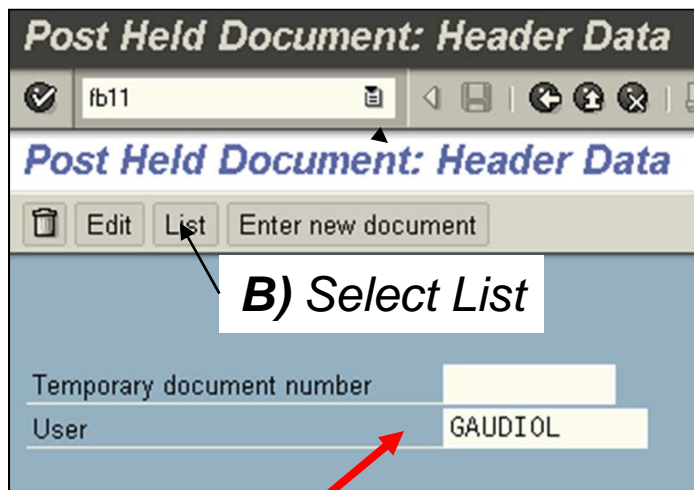 Post Held Document: Header Data
fb11
Post Held Document: Header Data
Edit List Enter new document
B) Select List
Temporary document number
User GAUDIOL